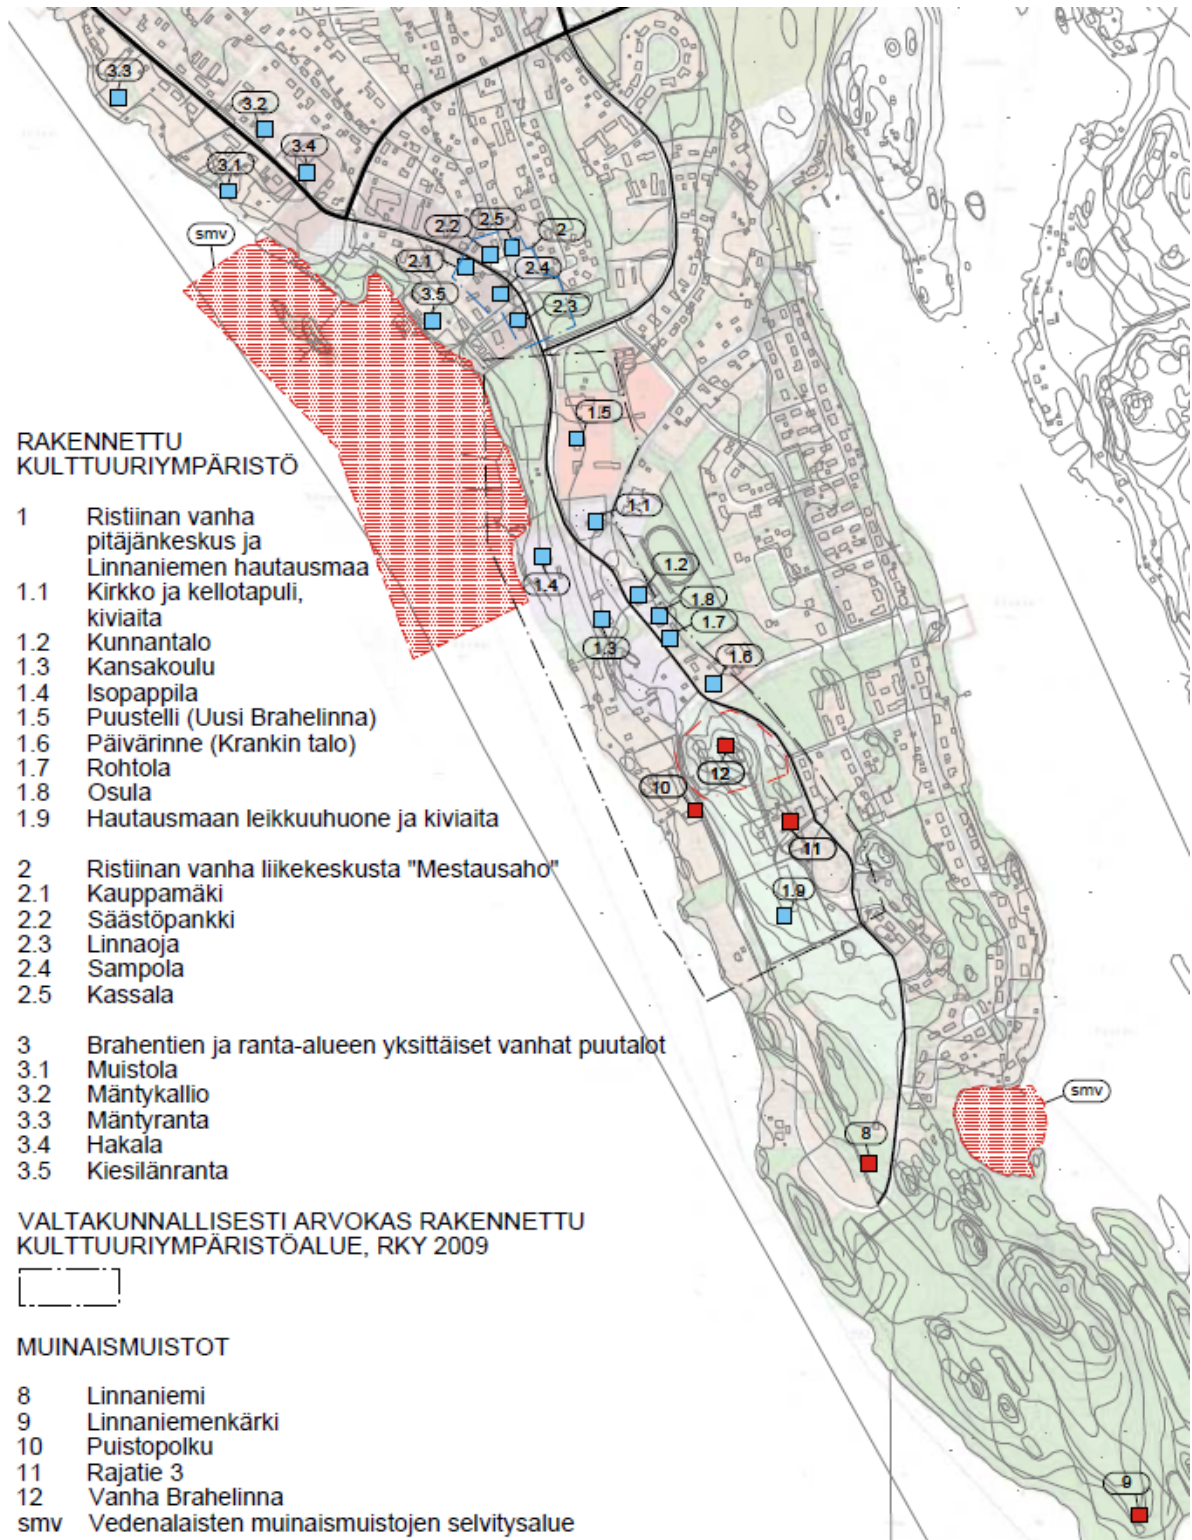 3.3
3.2
3.4
3.1
smv
2.2
2.5
2
2.1
2.4
3.5
2.3
1.5
1.1
1.4
1.2
1.8
1.7
1.3
1.6
12
10
11
1.9
smv
8
9
RAKENNETTU
KULTTUURIYMPÄRISTÖ
1 Ristiinan vanha
pitäjänkeskus ja
Linnaniemen hautausmaa
1.1 Kirkko ja kellotapuli,
kiviaita
1.2 Kunnantalo
1.3 Kansakoulu
1.4 Isopappila
1.5 Puustelli (Uusi Brahelinna)
1.6 Päivärinne (Krankin talo)
1.7 Rohtola
1.8 Osula
1.9 Hautausmaan leikkuuhuone ja kiviaita
2 Ristiinan vanha liikekeskusta "Mestausaho"
2.1 Kauppamäki
2.2 Säästöpankki
2.3 Linnaoja
2.4 Sampola
2.5 Kassala
3 Brahentien ja ranta-alueen yksittäiset vanhat puutalot
3.1 Muistola
3.2 Mäntykallio
3.3 Mäntyranta
3.4 Hakala
3.5 Kiesilänranta
VALTAKUNNALLISESTI ARVOKAS RAKENNETTU
KULTTUURIYMPÄRISTÖALUE, RKY 2009
MUINAISMUISTOT
8 Linnaniemi
9 Linnaniemenkärki
10 Puistopolku
11 Rajatie 3
12 Vanha Brahelinna
smv Vedenalaisten muinaismuistojen selvitysalue